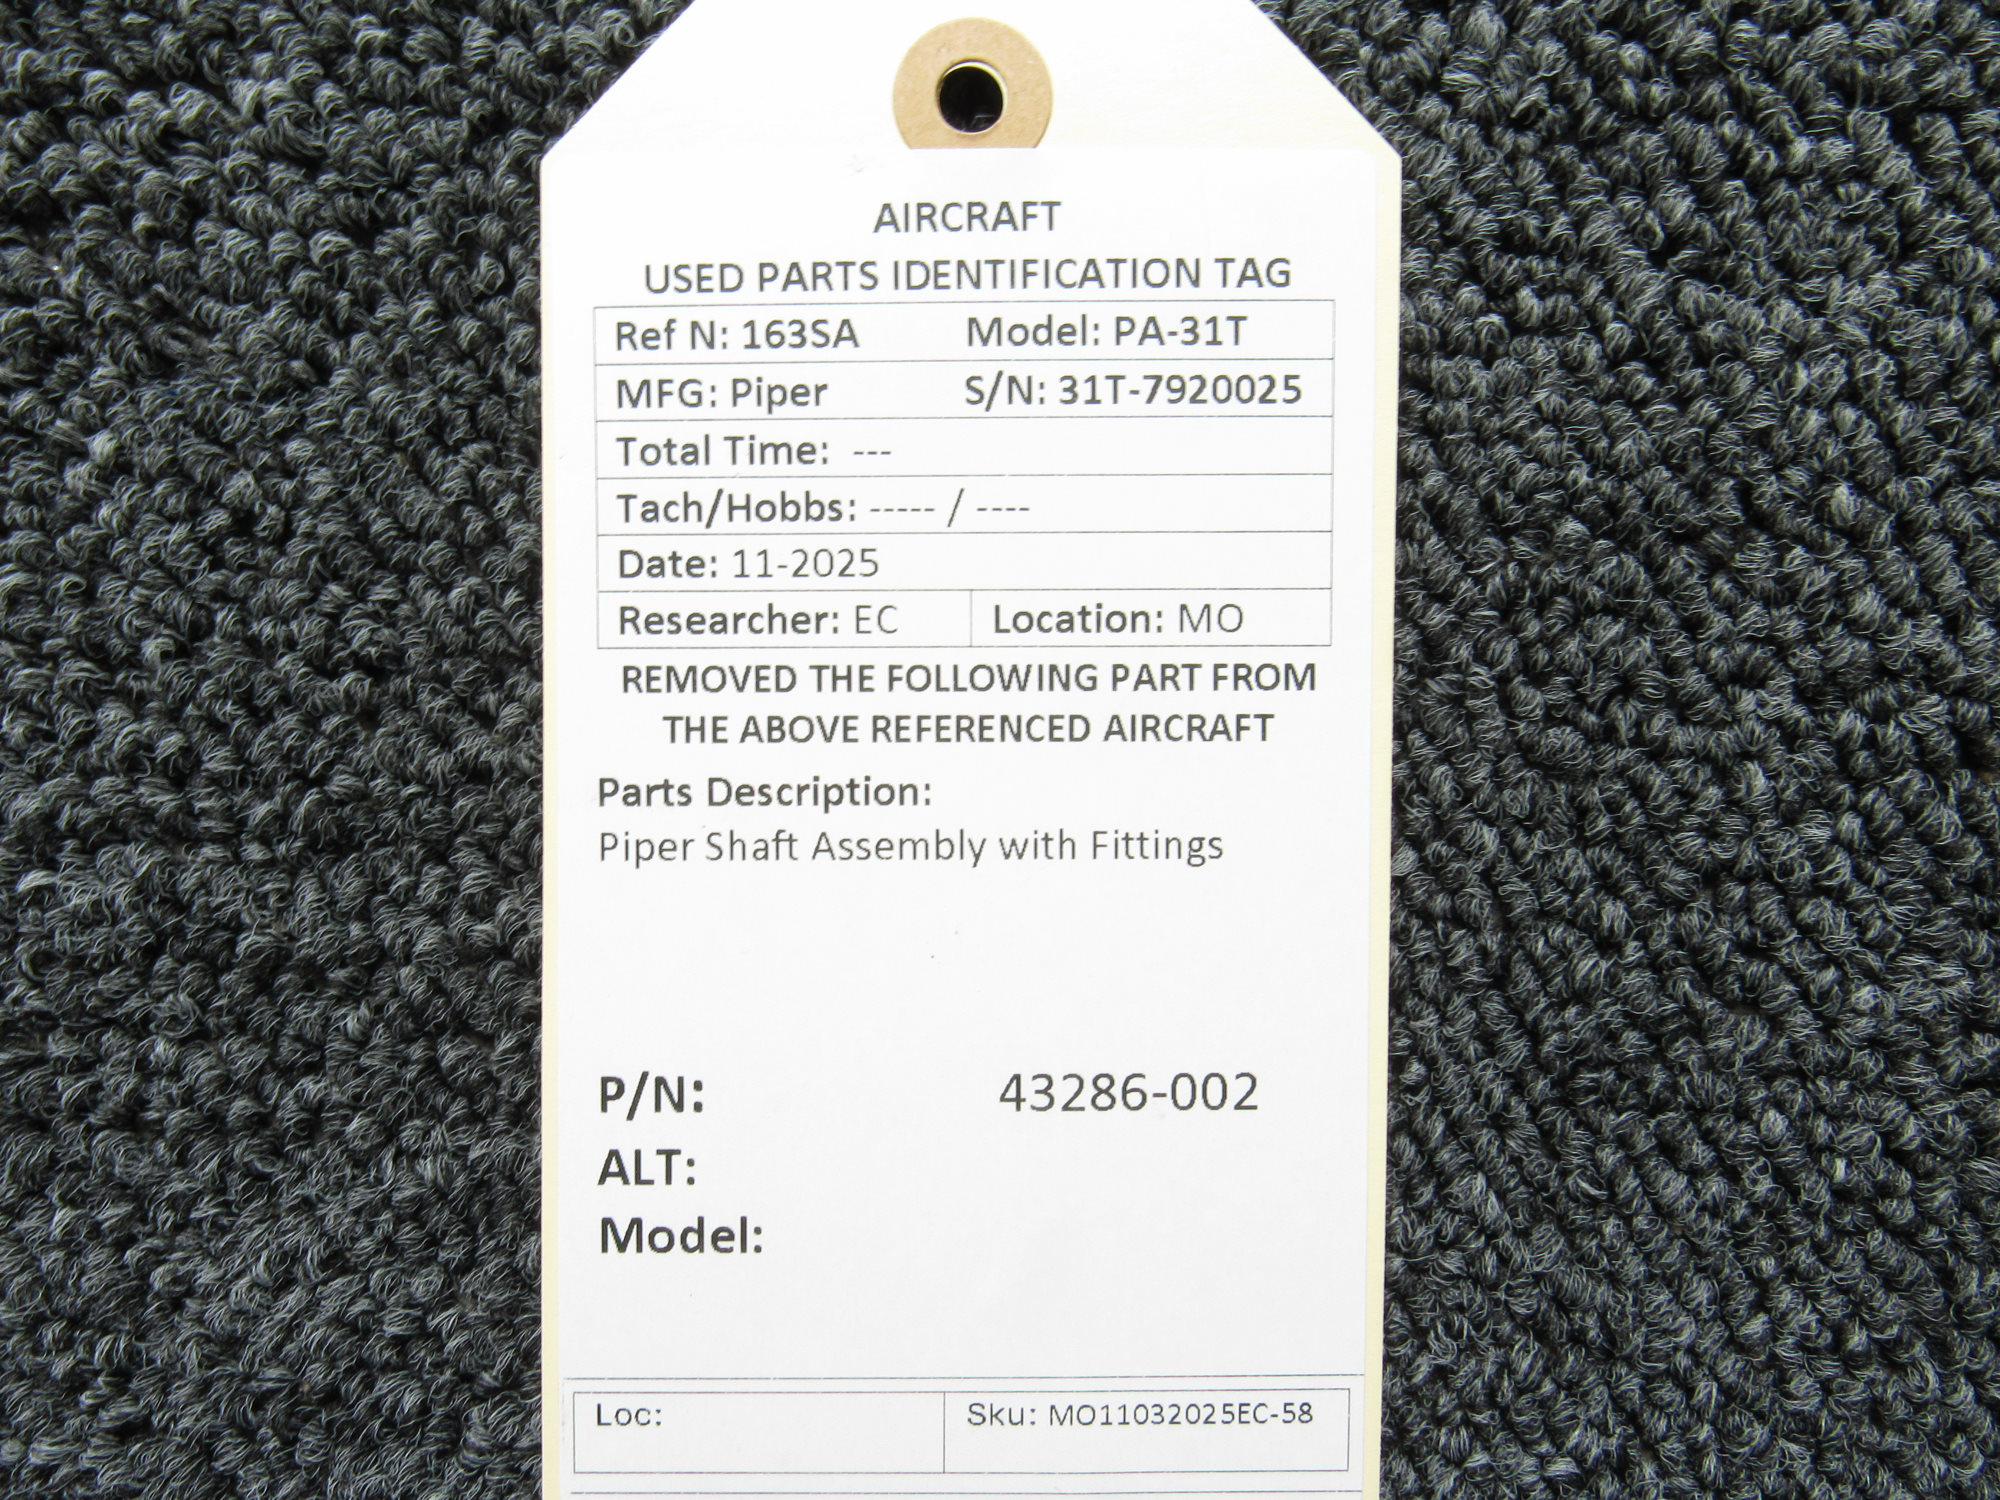 AIRCRAFT
USED PARTS IDENTIFICATION TAG
Ref N: 163SA Model: PA-31T
MFG: Piper S/N: 31T-7920025
Total Time: ---
Tach/Hobbs: ----- / ----
Date: 11-2025
Researcher: EC Location: MO
REMOVED THE FOLLOWING PART FROM
THE ABOVE REFERENCED AIRCRAFT
Parts Description:
Piper Shaft Assembly with Fittings
P/N: 43286-002
ALT:
Model:
Loc: Sku: MO11032025EC-58